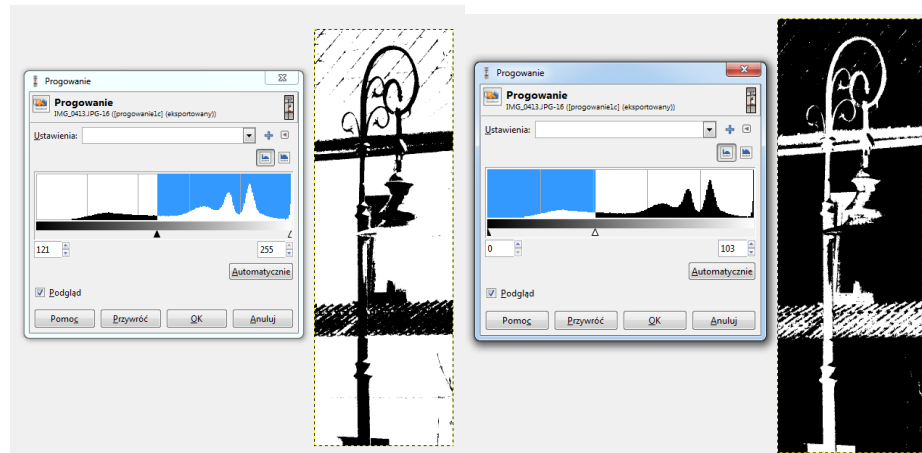 Progowanie
Progowanie
IMG_0413.JPG-16 ([progowanie1c] (eksportowany))
Ustawienia:
121
255
Automatycznie
Podgląd
Pomoc
Przywróć
OK
Anuluj
Progowanie
Progowanie
IMG_0413.JPG-16 ([progowanie1c] (eksportowany))
Ustawienia:
0
103
Automatycznie
Podgląd
Pomoc
Przywróć
OK
Anuluj